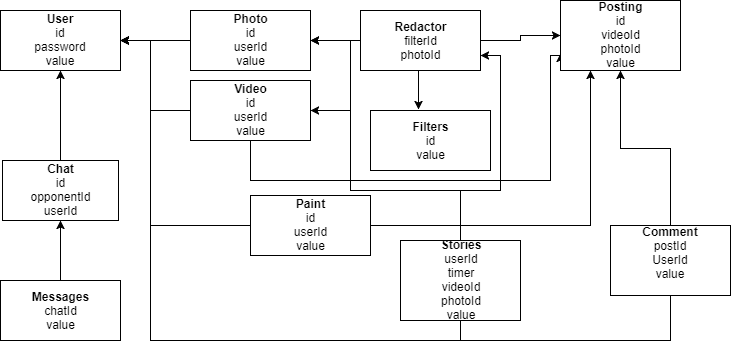 User
id
password
value
Photo
id
userId
value
Redactor
filterId
photoId
Posting
id
videoId
photoId
value
Video
id
userId
value
Filters
id
value
Chat
id
opponentId
userId
Paint
id
userId
value
Stories
userId
timer
videoId
photoId
value
Comment
postId
UserId
value
Messages
chatId
value